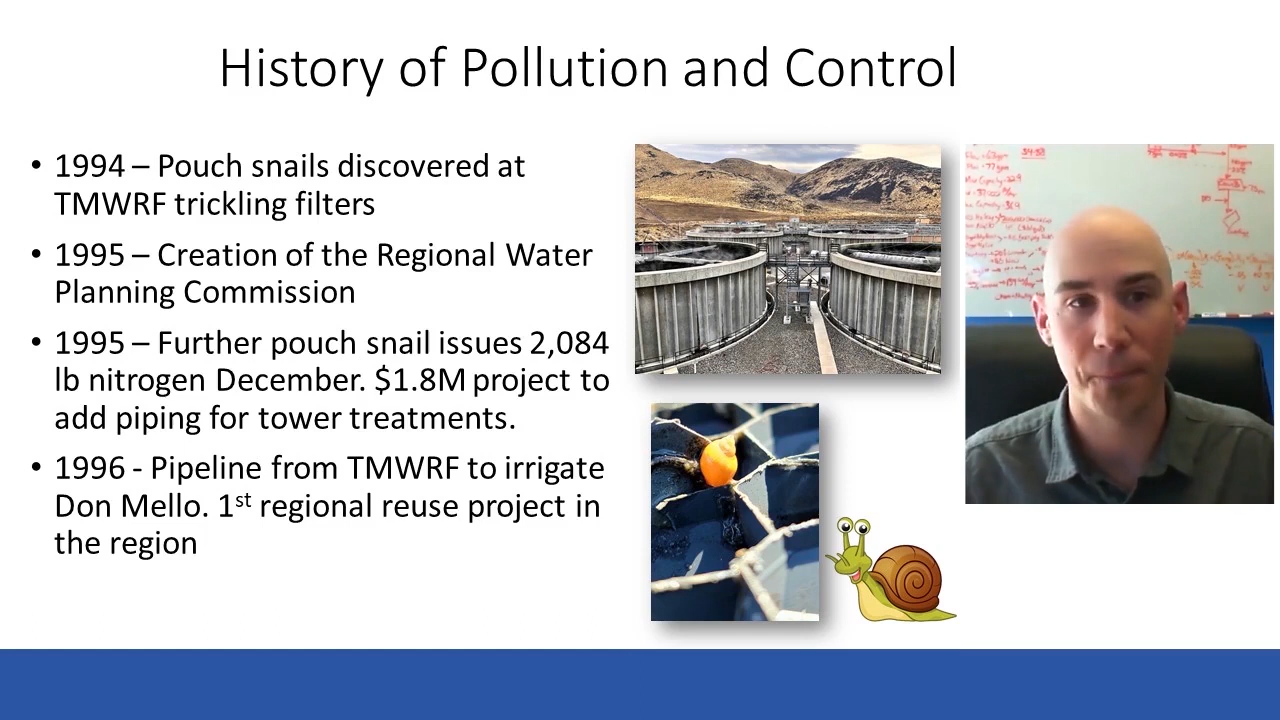 History of Pollution and Control
• 1994 – Pouch snails discovered at
TMWRF trickling filters
• 1995 – Creation of the Regional Water
Planning Commission
• 1995 – Further pouch snail issues 2,084
lb nitrogen December. $1.8M project to
add piping for tower treatments.
• 1996 - Pipeline from TMWRF to irrigate
Don Mello. 1st regional reuse project in
the region